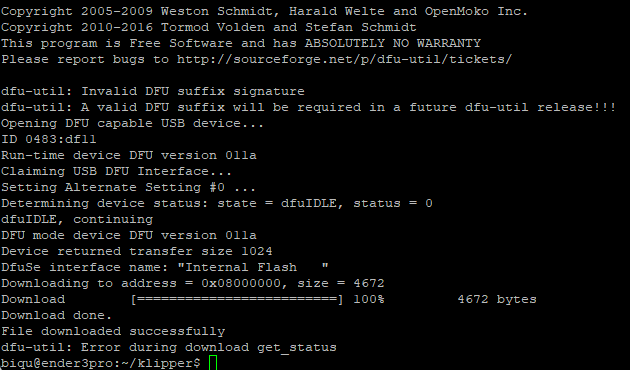 Copyright 2005-2009 Weston Schmidt, Harald Welte and OpenMoko Inc.
Copyright 2010-2016 Tormod Volden and Stefan Schmidt
This program is Free Software and has ABSOLUTELY NO WARRANTY
Please report bugs to http://sourceforge.net/p/dfu-util/tickets/

dfu-util: Invalid DFU suffix signature
dfu-util: A valid DFU suffix will be required in a future dfu-util release!!!
Opening DFU capable USB device...
ID 0483:df11
Run-time device DFU version 011a
Claiming USB DFU Interface...
Setting Alternate Setting #0 ...
Determining device status: state = dfuIDLE, status = 0
dfuIDLE, continuing
DFU mode device DFU version 011a
Device returned transfer size 1024
DfuSe interface name: "Internal Flash   "
Downloading to address = 0x08000000, size = 4672
Download        [=========================] 100%         4672 bytes
Download done.
File downloaded successfully
dfu-util: Error during download get_status
biqu@ender3pro:~/klipper$